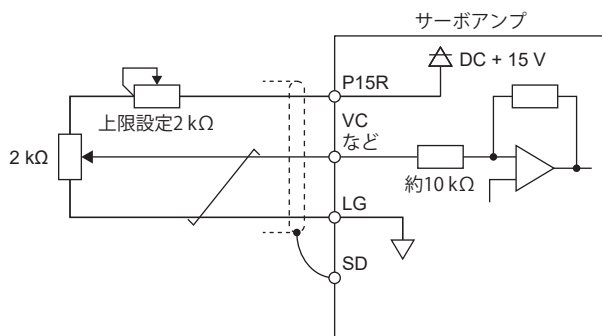 サーボアンプ
DC + 15 V
P15R
上限設定2 kΩ
VC
など
2 kΩ
約10 kΩ
LG
SD